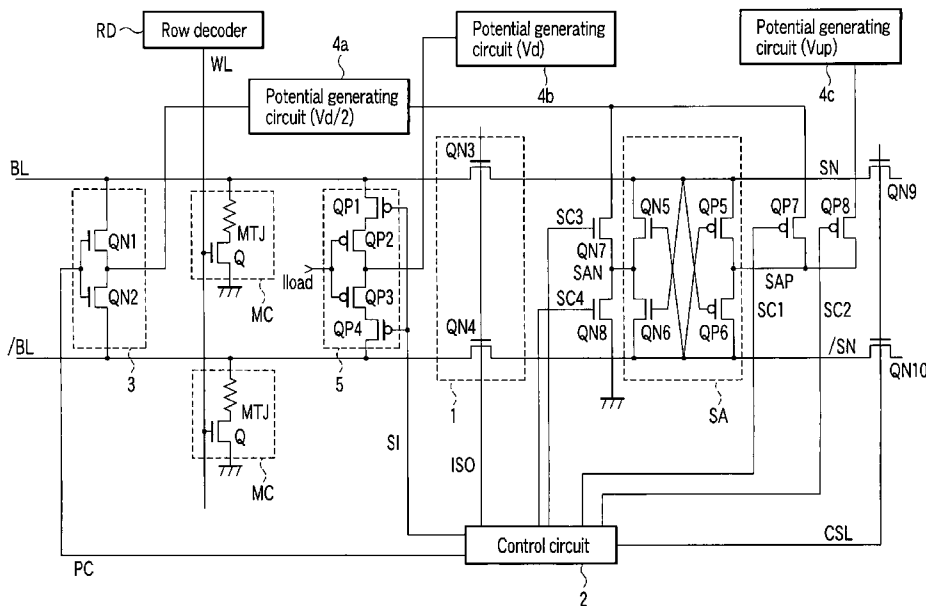 RD
Row decoder
WL
4a
Potential generating
circuit (Vd/2)
Potential generating
circuit (Vd)
4b
Potential generating
circuit (Vup)
4c
BL
QN3
SN
QN9
QN1
QN2
MTJ
Q
MC
QP1
QP2
Iload
QP3
QP4
SC3
QN7
SAN
SC4
QN8
QN5
QP5
QN6
QP6
QP7
QP8
SAP
SC1
SC2
/BL
3
5
QN4
1
/SN
QN10
SA
MTJ
Q
MC
SI
ISO
PC
Control circuit
2
CSL